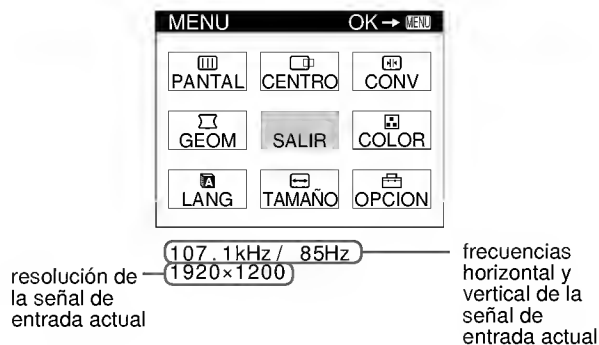 MENU OK→ MENU
PANTAL CENTRO CONV
GEOM SALIR COLOR
A
LANG TAMAÑO OPCION
107.1kHz/ 85Hz
1920×1200
resolución de
la señal de
entrada actual
frecuencias
horizontal y
vertical de la
señal de
entrada actual